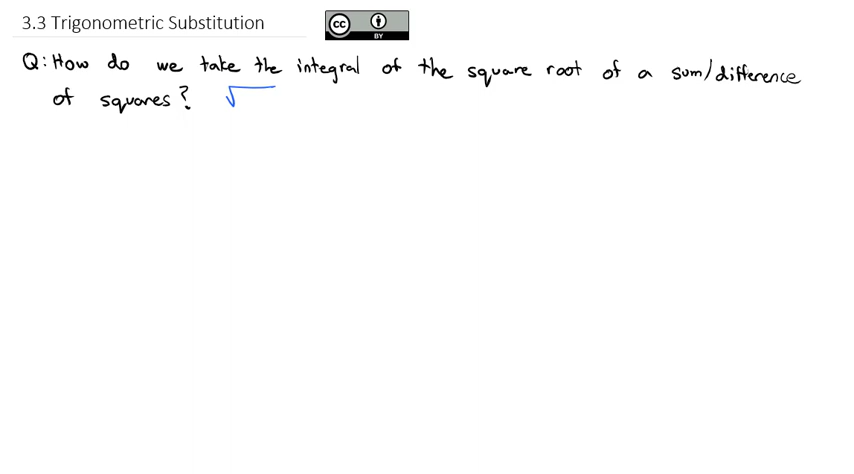 3.3 Trigonometric Substitution
cc BY
Q: How do we take the integral of the square root of a sum/difference
of squares? √